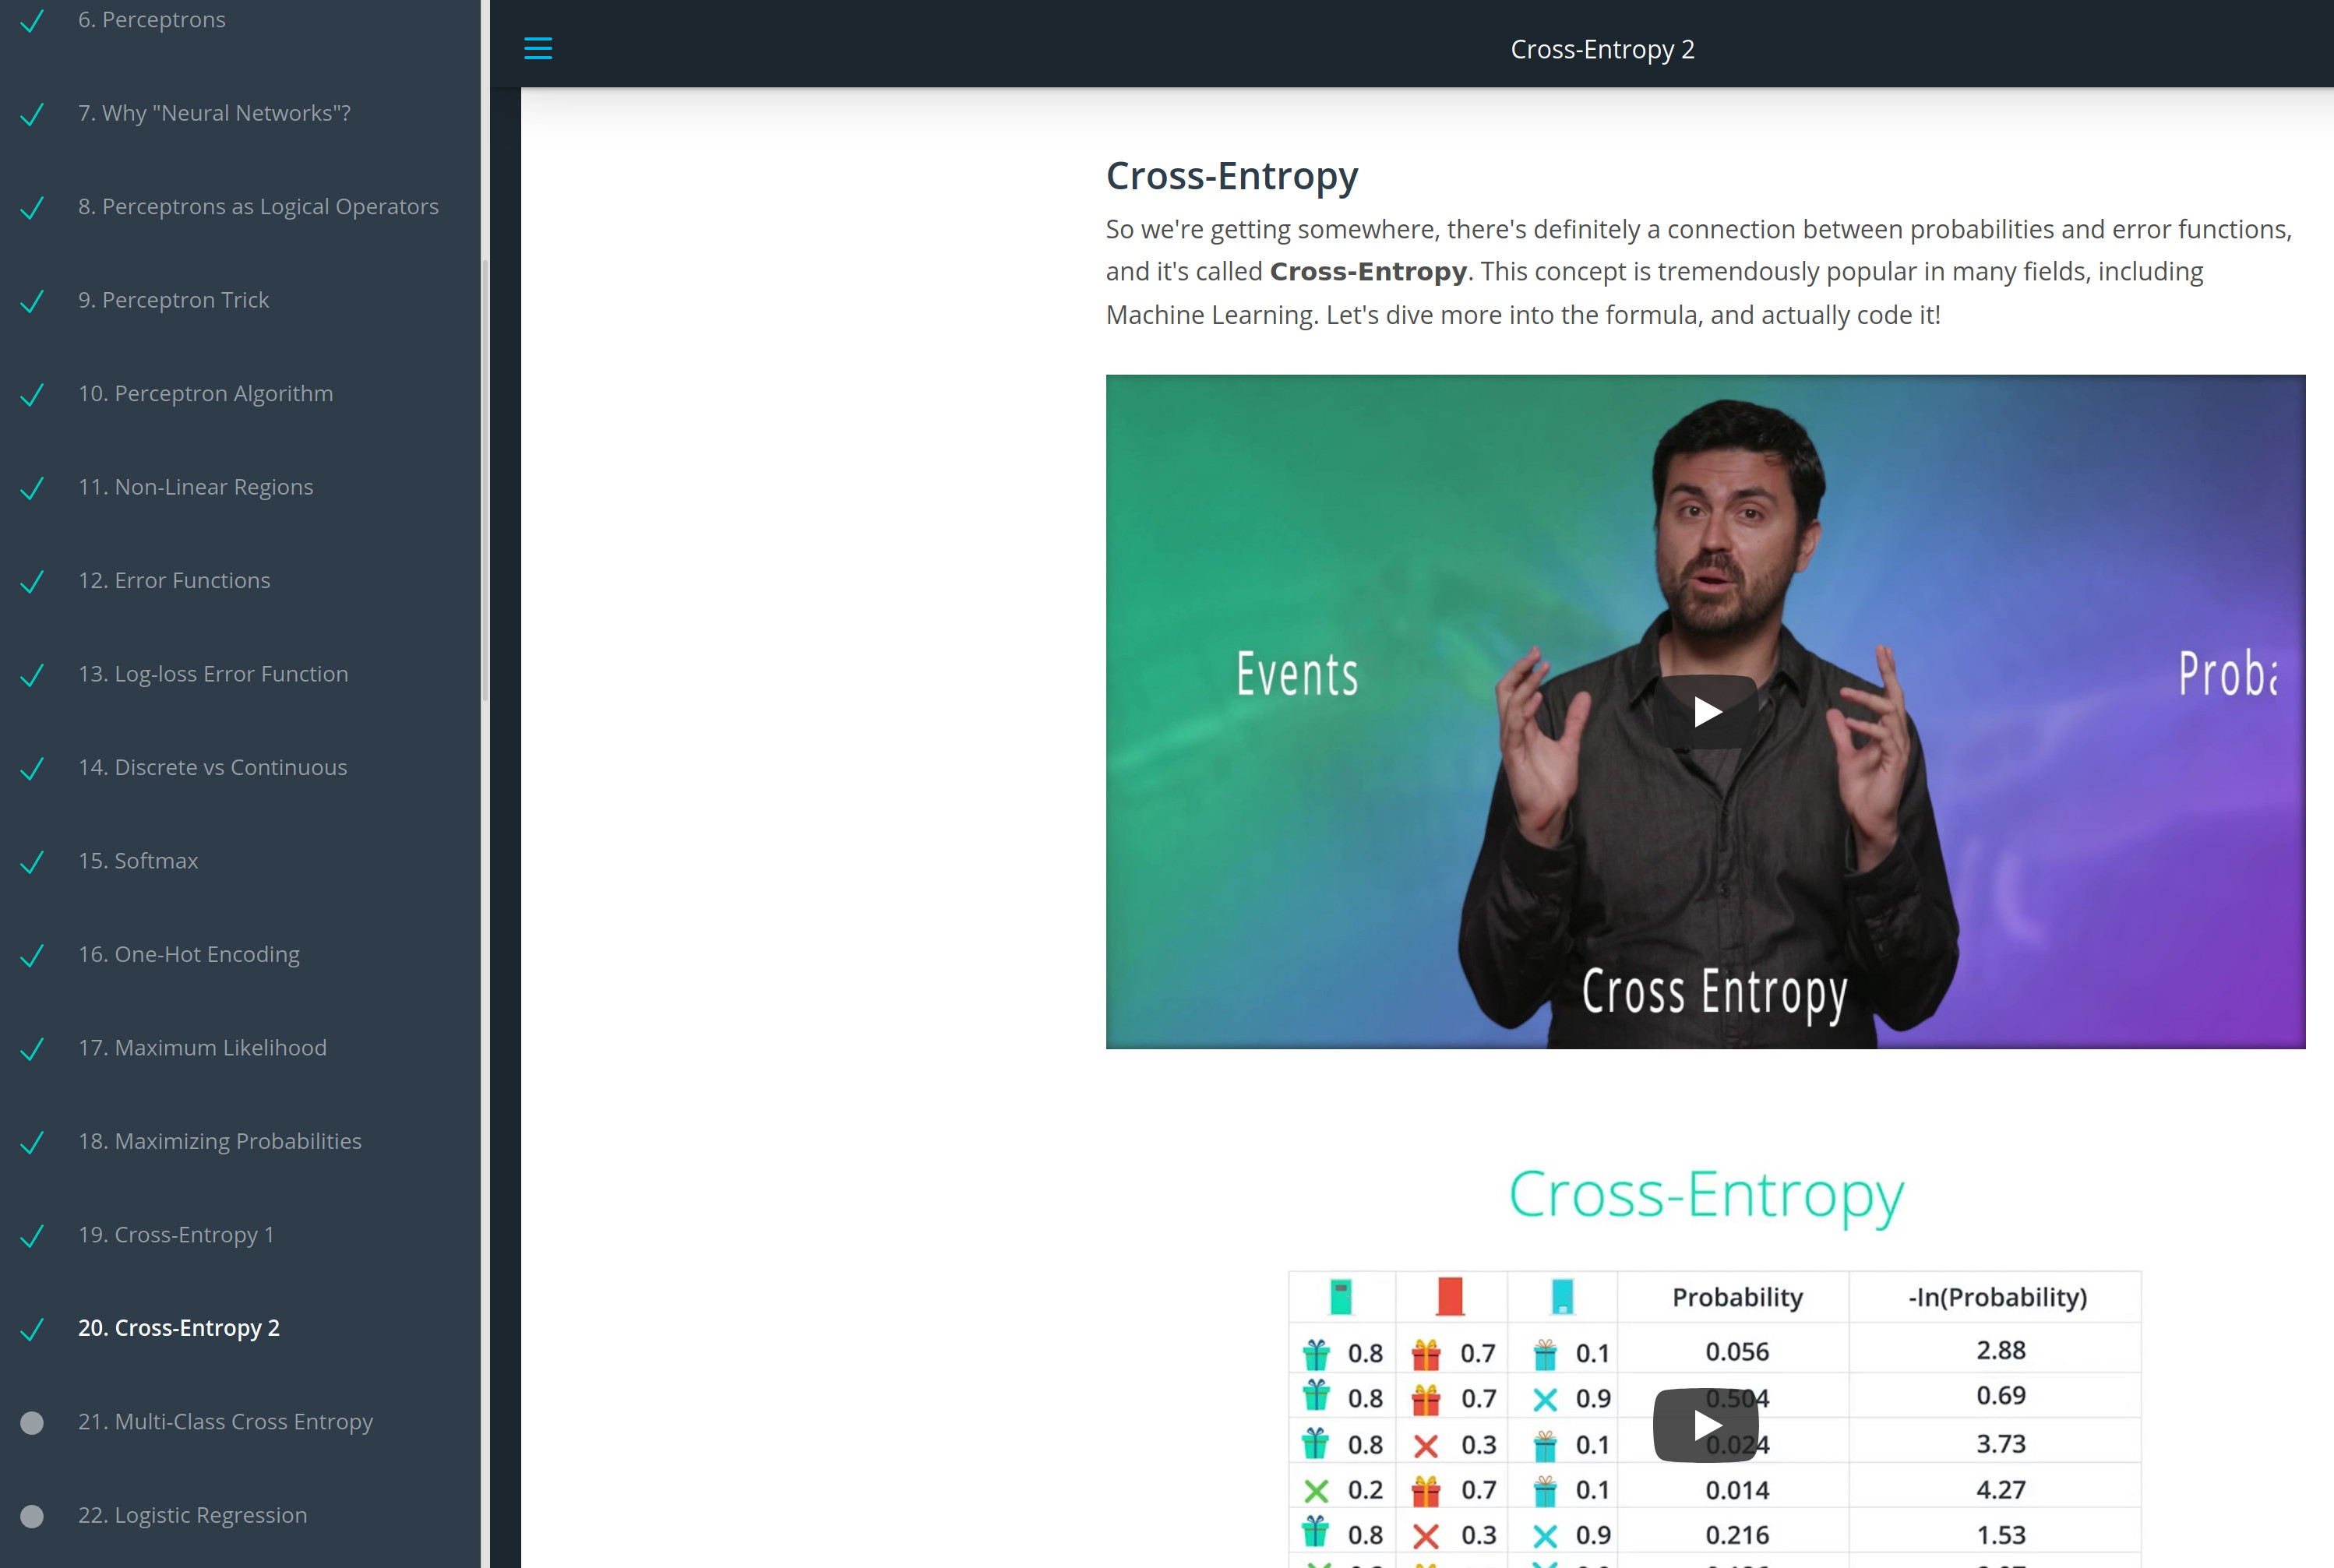 6. Perceptrons
7. Why "Neural Networks"?
8. Perceptrons as Logical Operators
9. Perceptron Trick
10. Perceptron Algorithm
11. Non-Linear Regions
12. Error Functions
13. Log-loss Error Function
14. Discrete vs Continuous
15. Softmax
16. One-Hot Encoding
17. Maximum Likelihood
18. Maximizing Probabilities
19. Cross-Entropy 1
20. Cross-Entropy 2
21. Multi-Class Cross Entropy
22. Logistic Regression
Cross-Entropy 2
Cross-Entropy
So we're getting somewhere, there's definitely a connection between probabilities and error functions,
and it's called Cross-Entropy. This concept is tremendously popular in many fields, including
Machine Learning. Let's dive more into the formula, and actually code it!
Events
Cross Entropy
Cross-Entropy
Probability -ln(Probability)
0.8 0.7 0.1 0.056 2.88
0.8 0.7 0.9 0.504 0.69
0.8 0.3 0.1 0.024 3.73
0.2 0.7 0.1 0.014 4.27
0.8 0.3 0.9 0.216 1.53